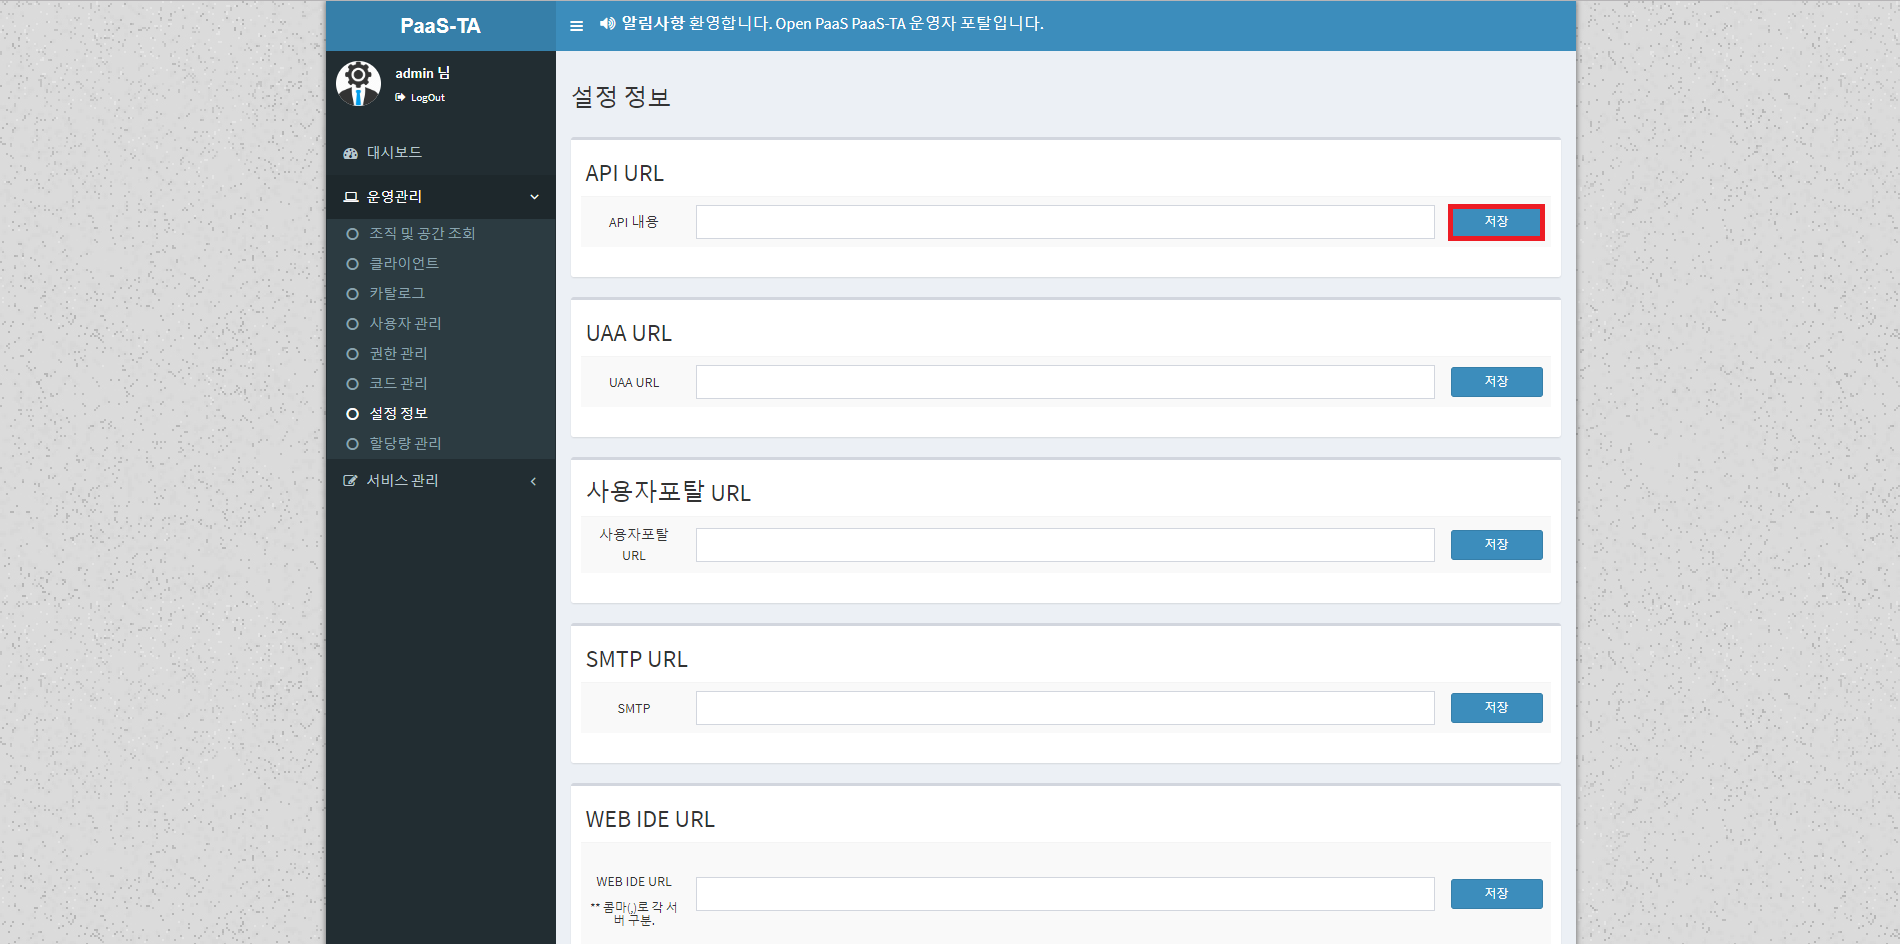 PaaS-TA
알림사항 환영합니다. Open PaaS PaaS-TA 운영자 포탈입니다.
admin 님
LogOut
대시보드
운영관리
조직 및 공간 조회
클라이언트
카탈로그
사용자 관리
권한 관리
코드 관리
설정 정보
할당량 관리
서비스 관리
설정 정보
API URL
API 내용
저장
UAA URL
UAA URL
저장
사용자포탈 URL
사용자포탈
URL
저장
SMTP URL
SMTP
저장
WEB IDE URL
WEB IDE URL
** 콤마(,)로 각 서
버 구분.
저장